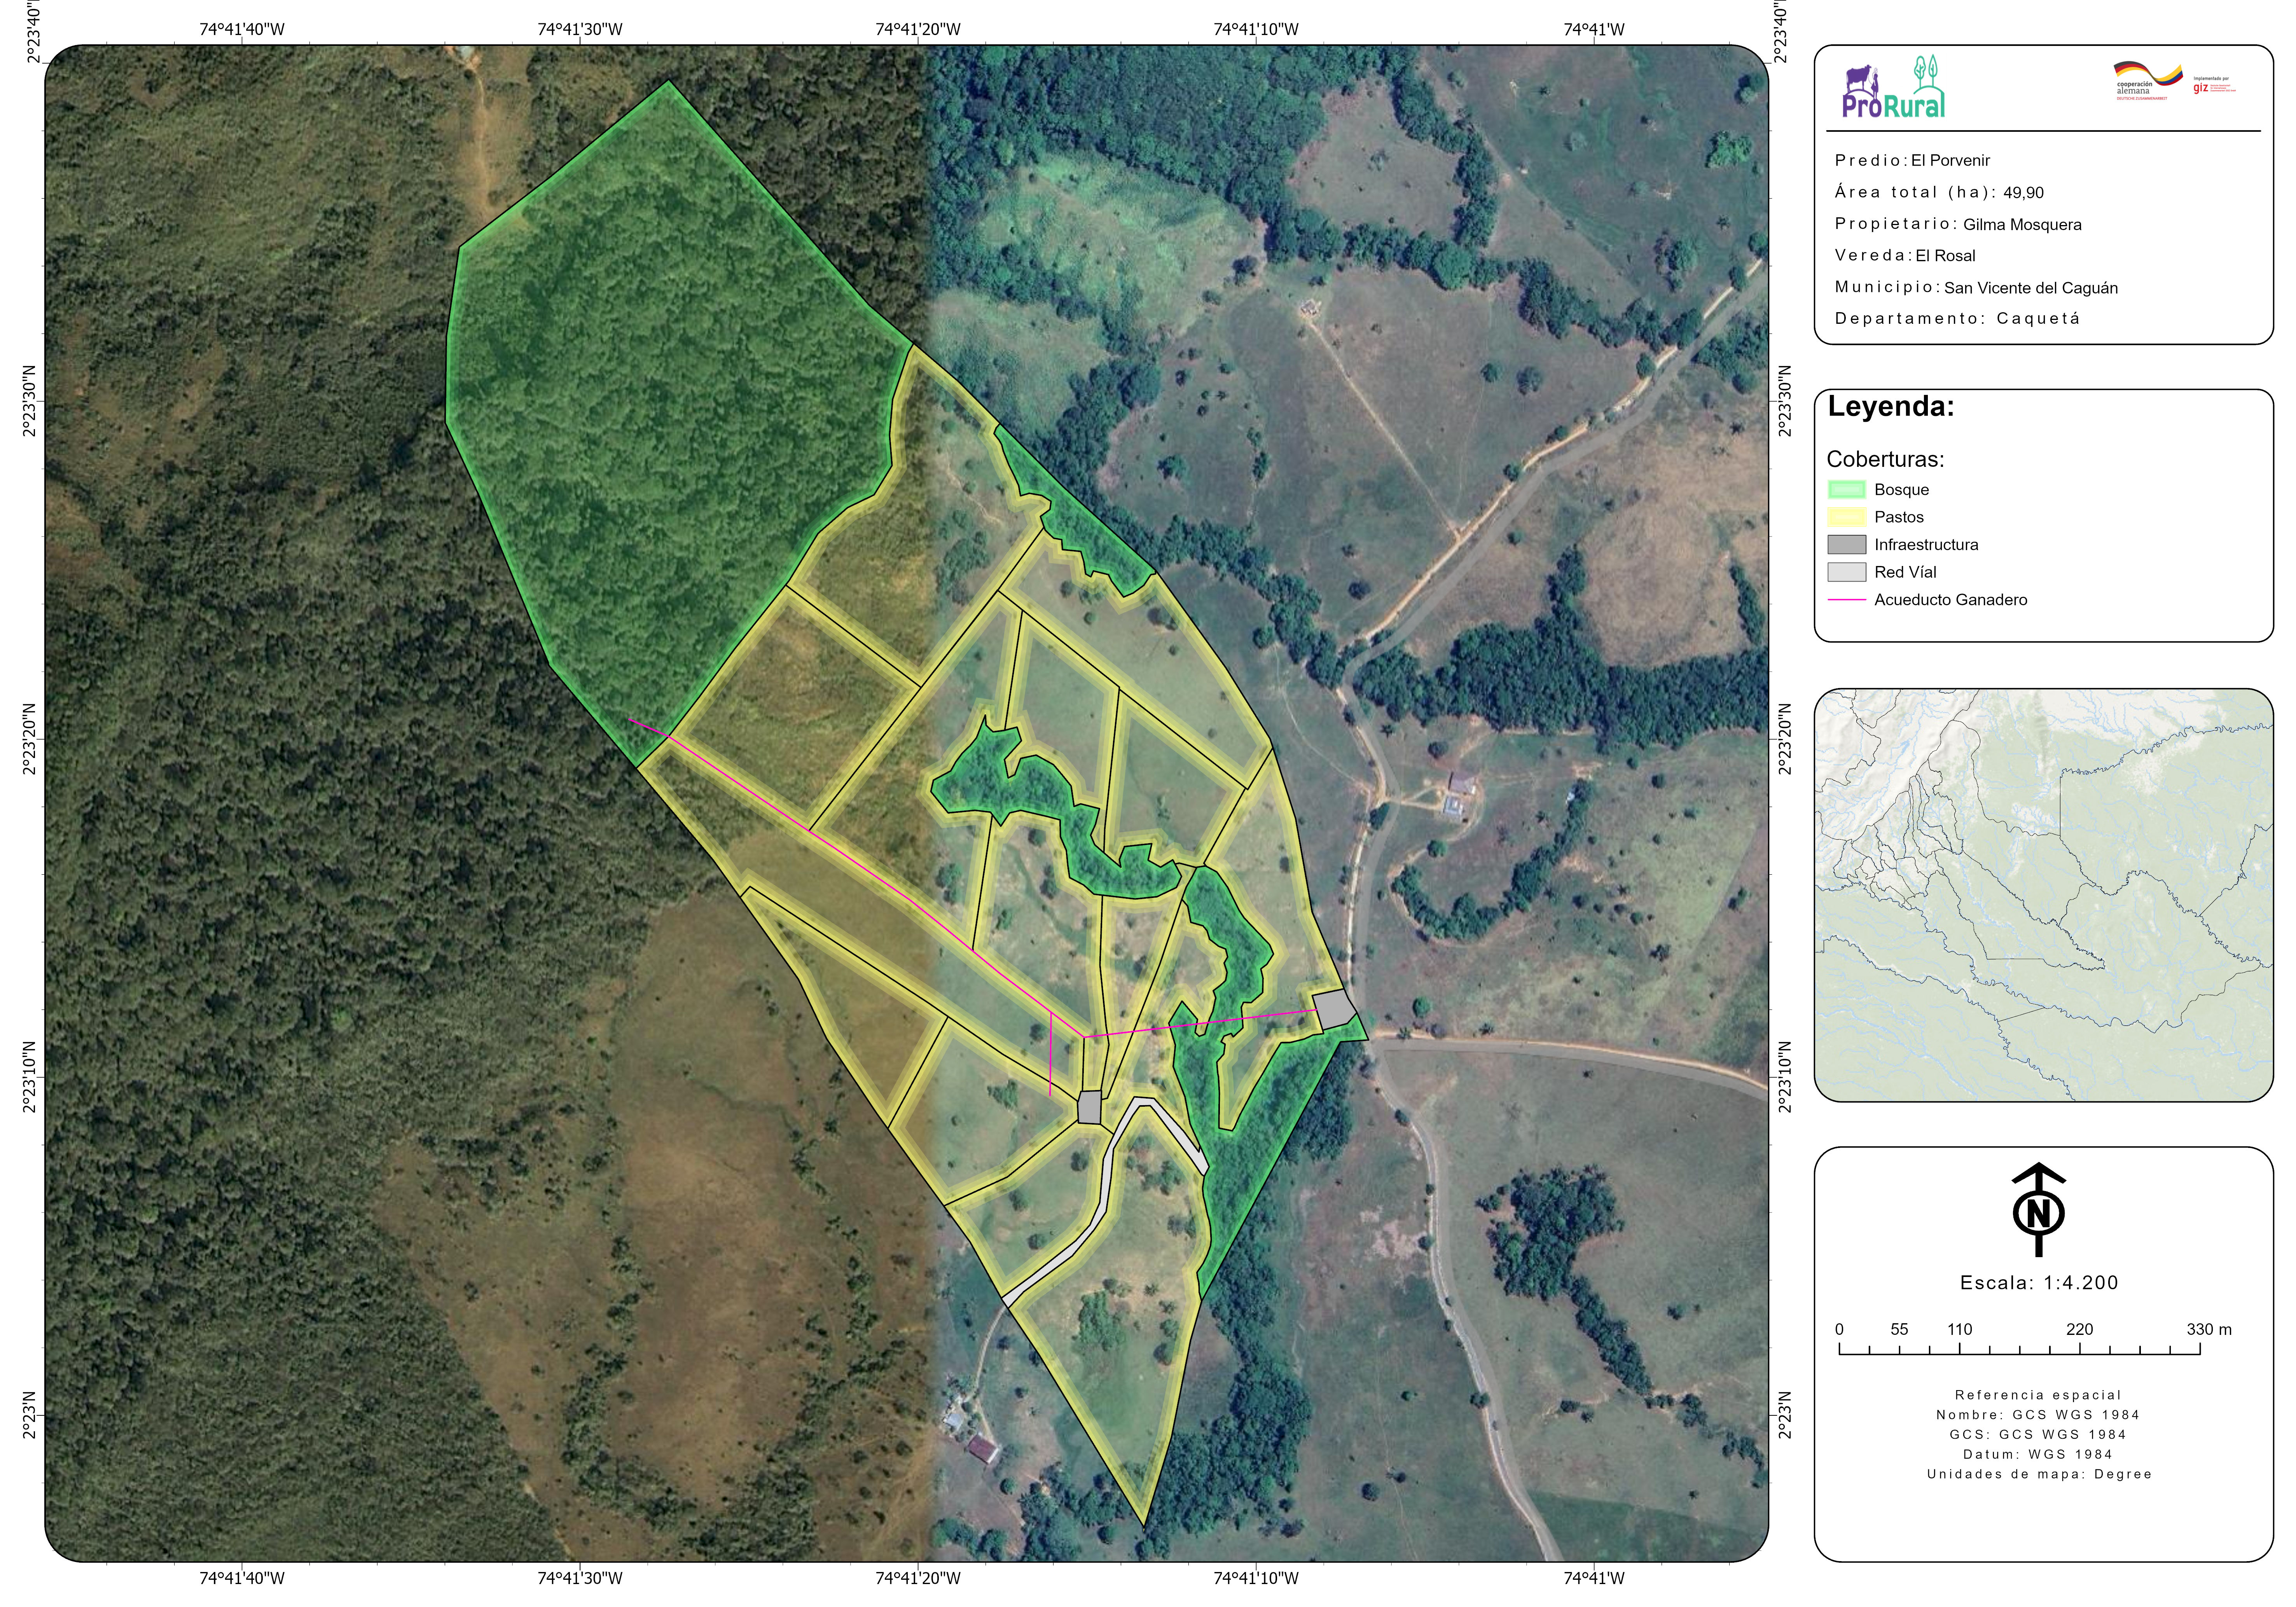 74°41'40"W 74°41'30"W 74°41'20"W 74°41'10"W 74°41'W
2°23'40"N
2°23'30"N
2°23'20"N
2°23'10"N
2°23'N
2°23'40"N
2°23'30"N
2°23'20"N
2°23'10"N
2°23'N
74°41'40"W 74°41'30"W 74°41'20"W 74°41'10"W 74°41'W
ProRural
cooperación
alemana
DEUTSCHE ZUSAMMENARBEIT
Implementada por
giz
Predio: El Porvenir
Área total (ha): 49,90
Propietario: Gilma Mosquera
Vereda: El Rosal
Municipio: San Vicente del Caguán
Departamento: Caquetá
Leyenda:
Coberturas:
Bosque
Pastos
Infraestructura
Red Víal
Acueducto Ganadero
N
Escala: 1:4.200
0 55 110 220 330 m
Referencia espacial
Nombre: GCS WGS 1984
GCS: GCS WGS 1984
Datum: WGS 1984
Unidades de mapa: Degree